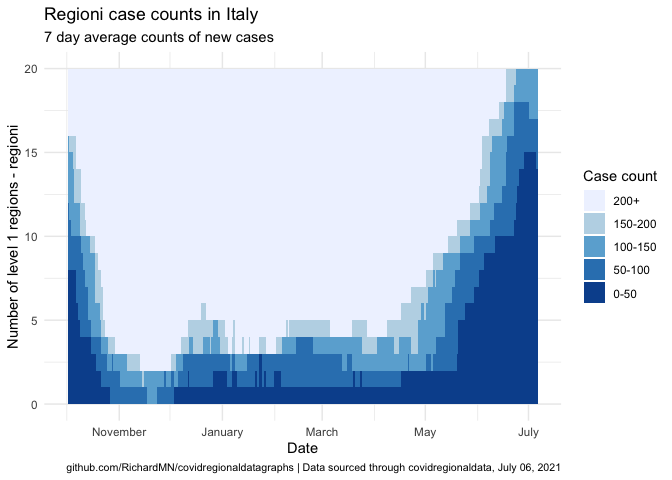 Regioni case counts in Italy
7 day average counts of new cases
Number of level 1 regions - regioni
20
15
10
5
0
November
January
March
May
July
Date
Case count
200+
150-200
100-150
50-100
0-50
github.com/RichardMN/covidregionaldatagraphs | Data sourced through covidregionaldata, July 06, 2021